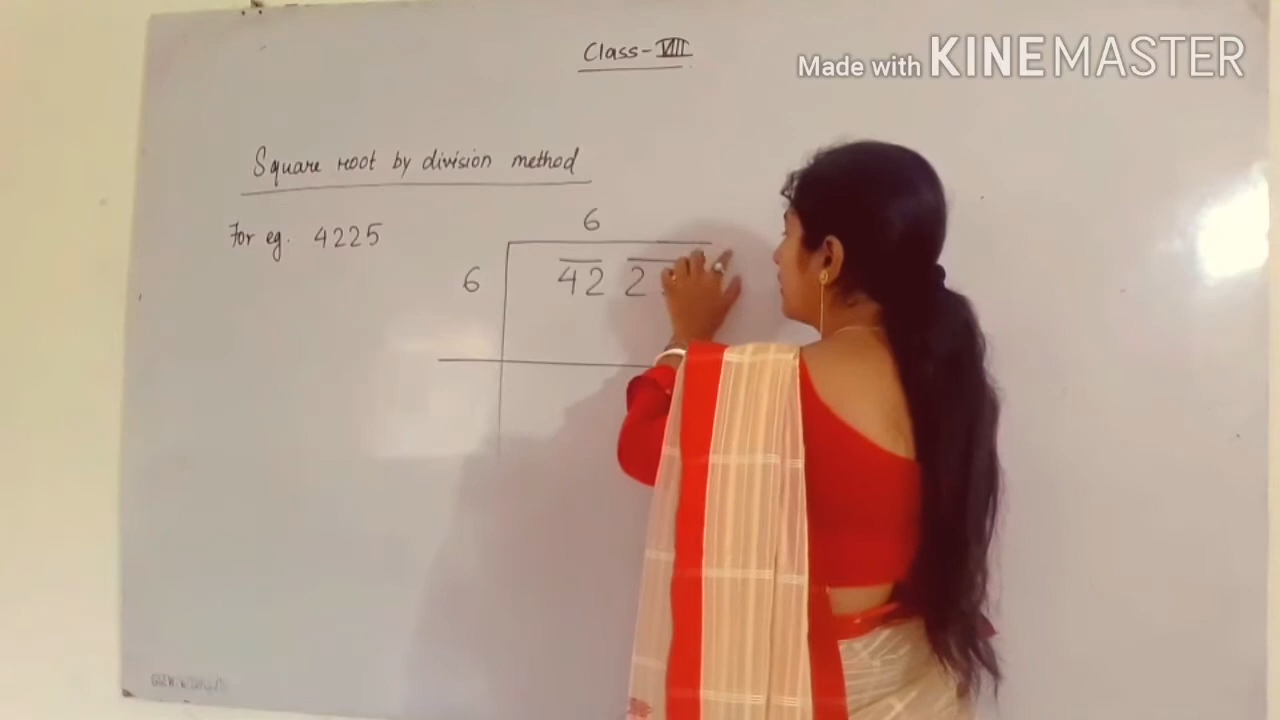 Class - VIII
Made with KINEMASTER
Square root by division method
For eg. 4225
6
6
42 2